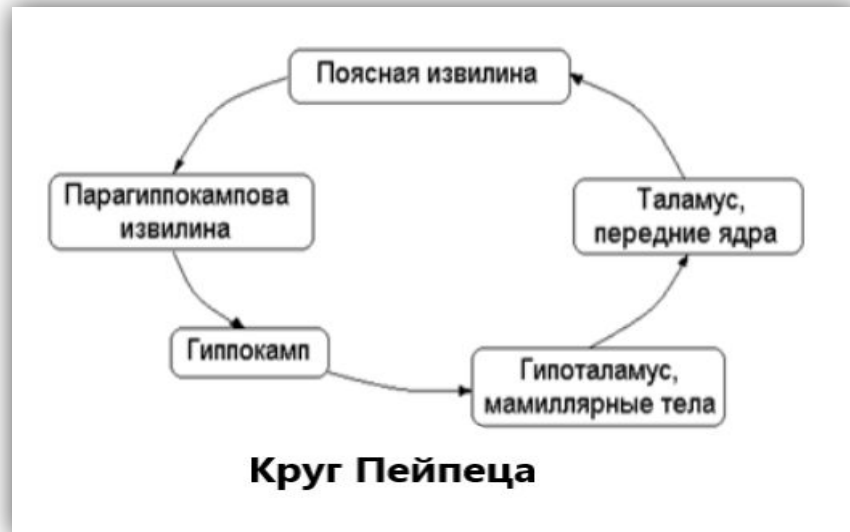 Поясная извилина
Парагиппокампова
извилина
Таламус,
передние ядра
Гиппокамп
Гипоталамус,
мамиллярные тела
Круг Пейпеца